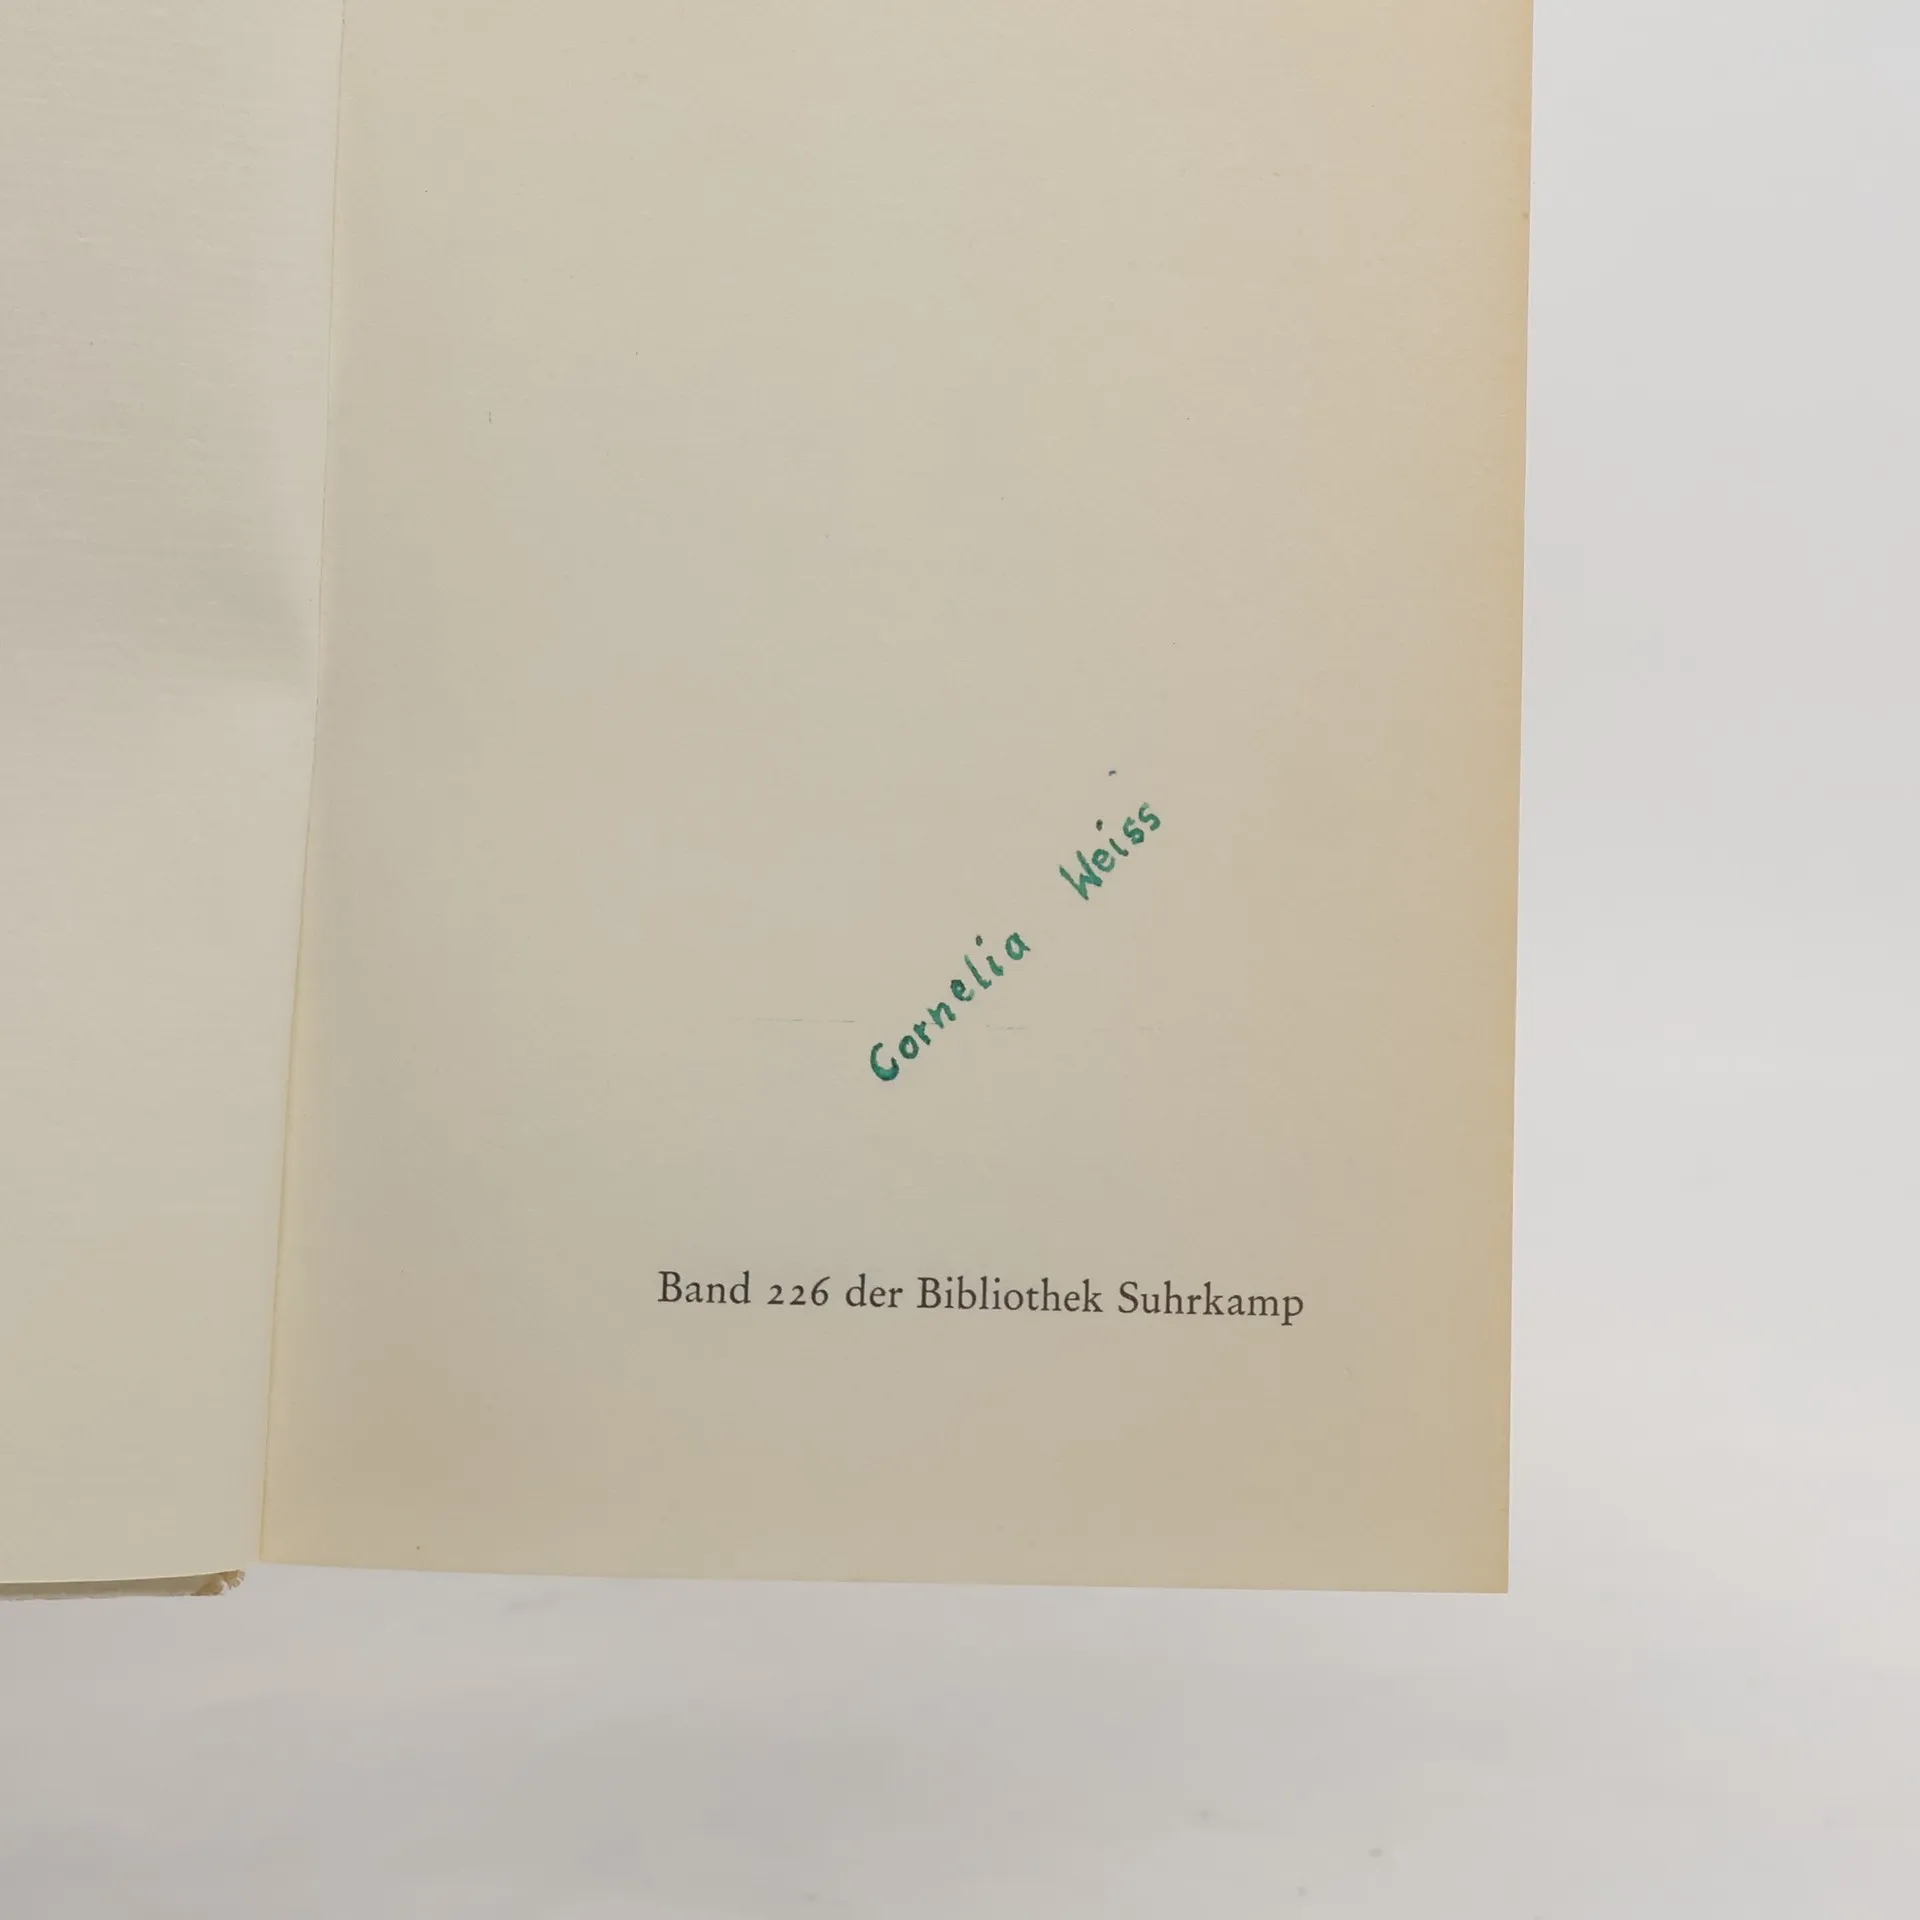 Cornelia Weiss
Band 226 der Bibliothek Suhrkamp